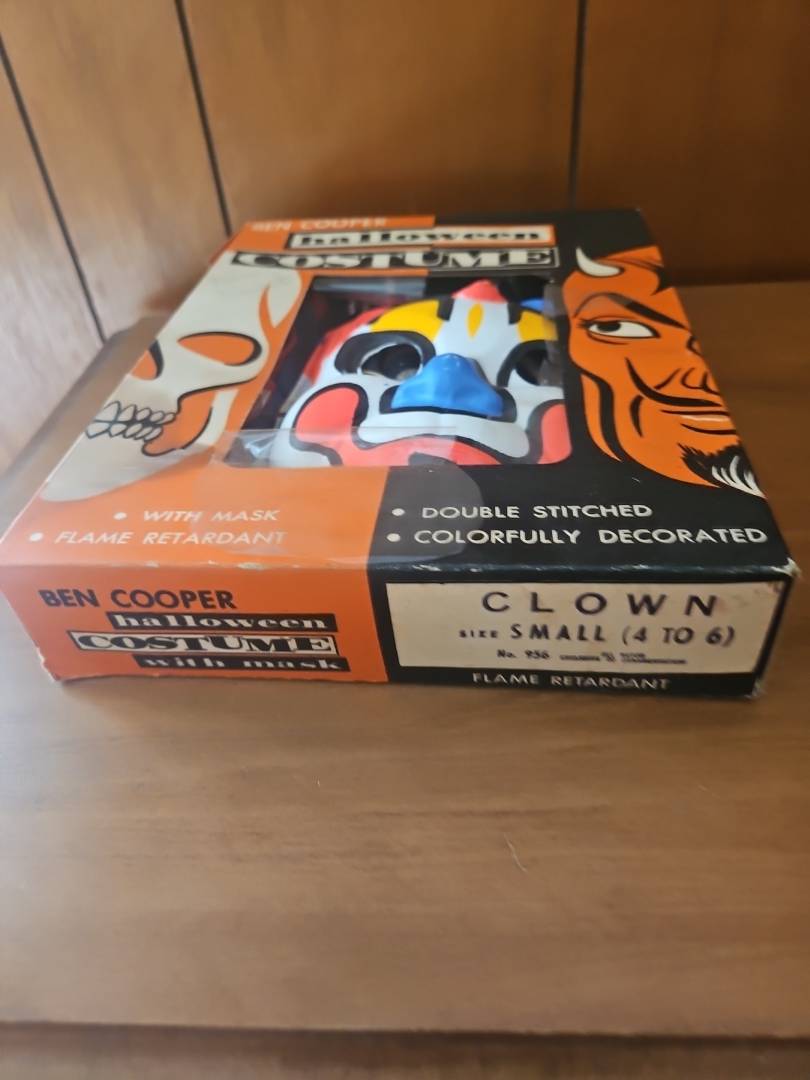 BEN COOPER
halloween
COSTUME
• WITH MASK
• FLAME RETARDANT
• DOUBLE STITCHED
• COLORFULLY DECORATED
BEN COOPER
halloween
COSTUME
with mask
CLOWN
SIZE SMALL (4 TO 6)
No. 956
FLAME RETARDANT